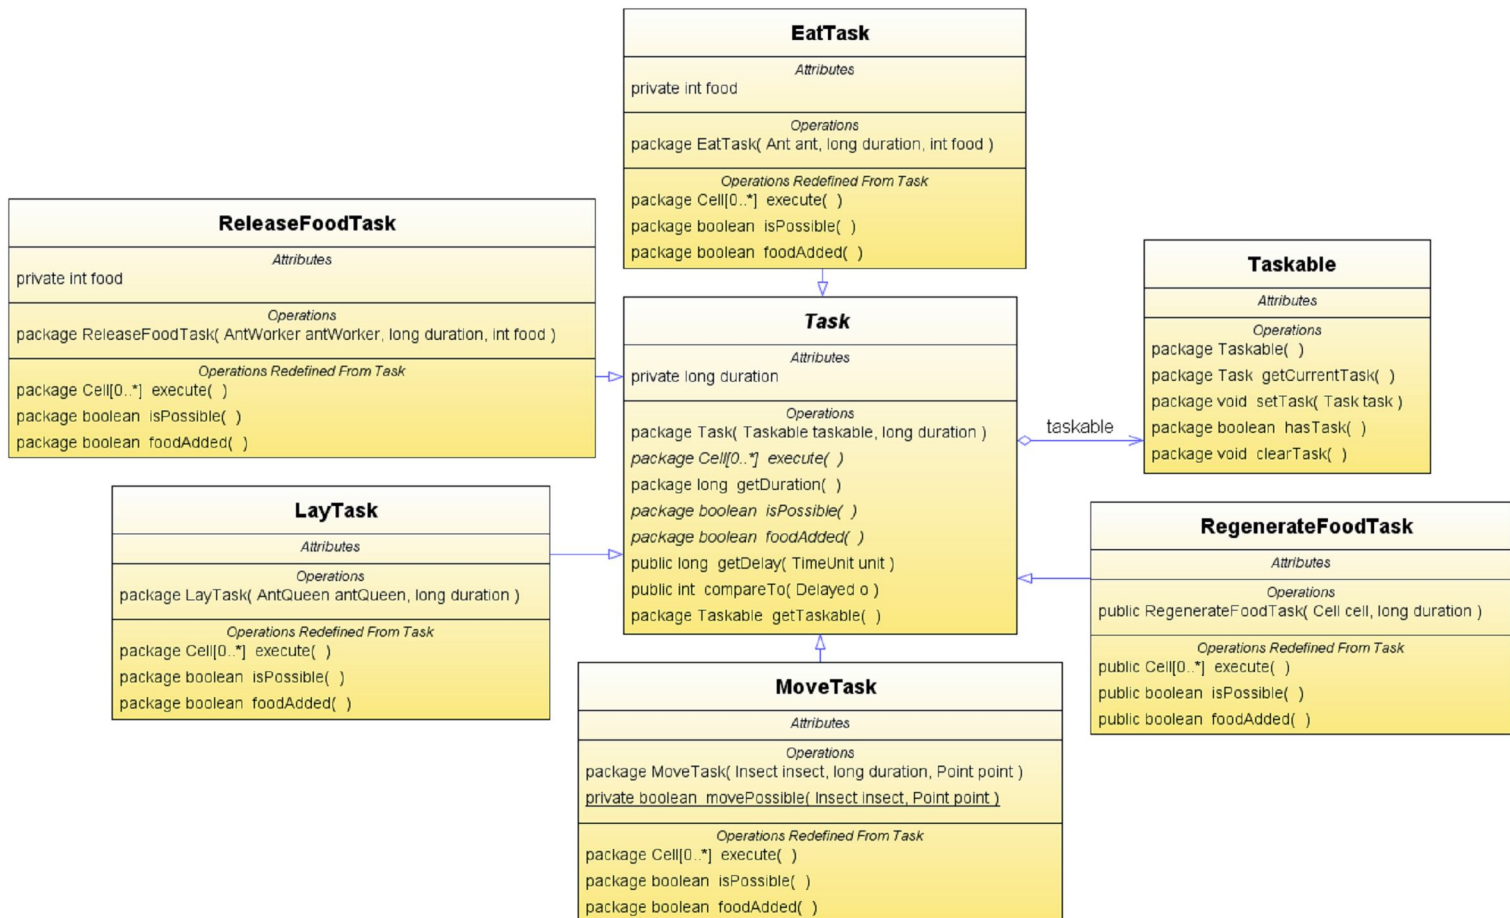 EatTask
Attributes
private int food
Operations
package EatTask( Ant ant, long duration, int food )
Operations Redefined From Task
package Cell[0..*] execute( )
package boolean isPossible( )
package boolean foodAdded( )
ReleaseFoodTask
Attributes
private int food
Operations
package ReleaseFoodTask( AntWorker antWorker, long duration, int food )
Operations Redefined From Task
package Cell[0..*] execute( )
package boolean isPossible( )
package boolean foodAdded( )
Task
Attributes
private long duration
Operations
package Task( Taskable taskable, long duration )
package Cell[0..*] execute( )
package long getDuration( )
package boolean isPossible( )
package boolean foodAdded( )
public long getDelay( TimeUnit unit )
public int compareTo( Delayed o )
package Taskable getTaskable( )
taskable
Taskable
Attributes
Operations
package Taskable( )
package Task getCurrentTask( )
package void setTask( Task task )
package boolean hasTask( )
package void clearTask( )
LayTask
Attributes
Operations
package LayTask( AntQueen antQueen, long duration )
Operations Redefined From Task
package Cell[0..*] execute( )
package boolean isPossible( )
package boolean foodAdded( )
RegenerateFoodTask
Attributes
Operations
public RegenerateFoodTask( Cell cell, long duration )
Operations Redefined From Task
public Cell[0..*] execute( )
public boolean isPossible( )
public boolean foodAdded( )
MoveTask
Attributes
Operations
package MoveTask( Insect insect, long duration, Point point )
private boolean movePossible( Insect insect, Point point )
Operations Redefined From Task
package Cell[0..*] execute( )
package boolean isPossible( )
package boolean foodAdded( )